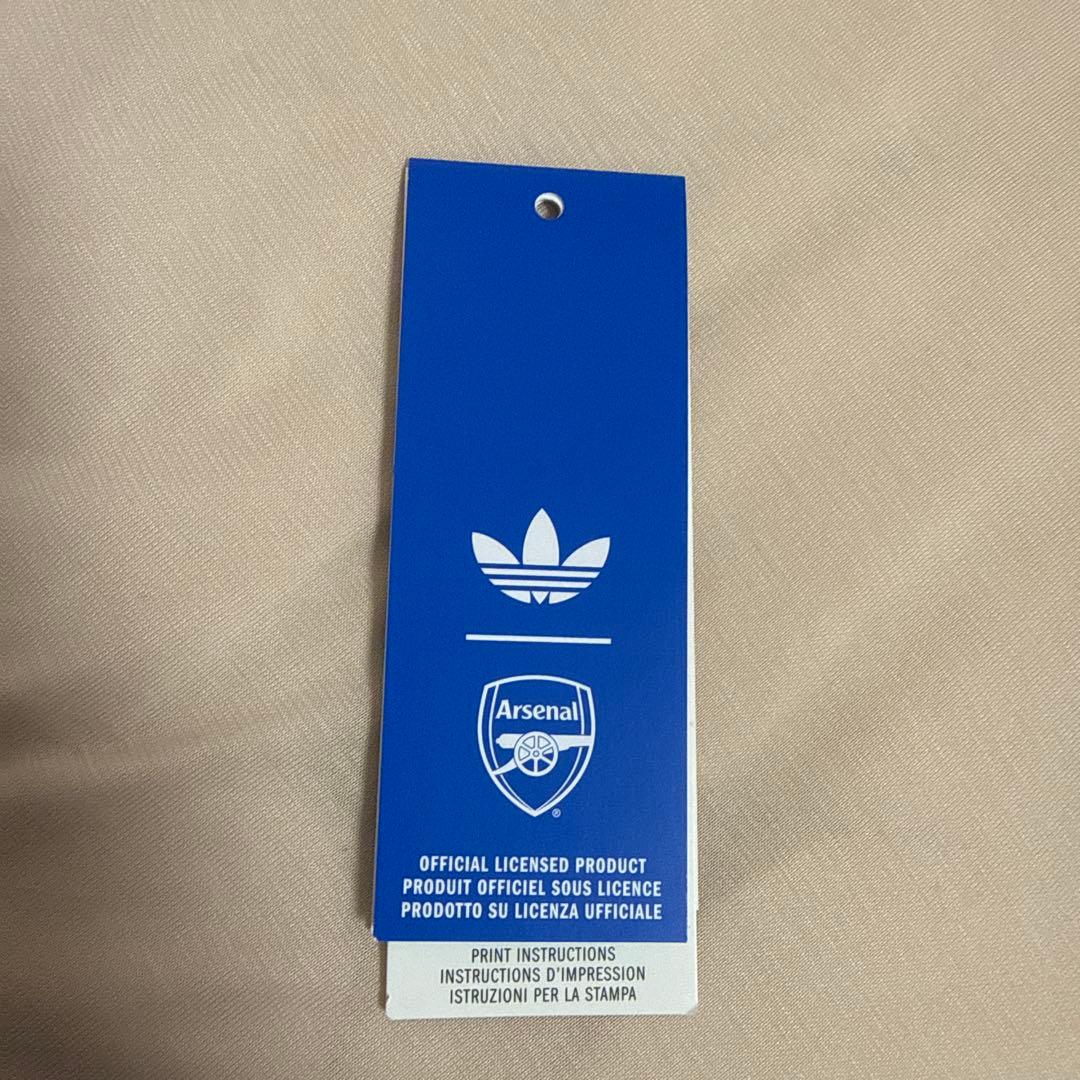 Arsenal
®
OFFICIAL LICENSED PRODUCT
PRODUIT OFFICIEL SOUS LICENCE
PRODOTTO SU LICENZA UFFICIALE
PRINT INSTRUCTIONS
INSTRUCTIONS D'IMPRESSION
ISTRUZIONI PER LA STAMPA